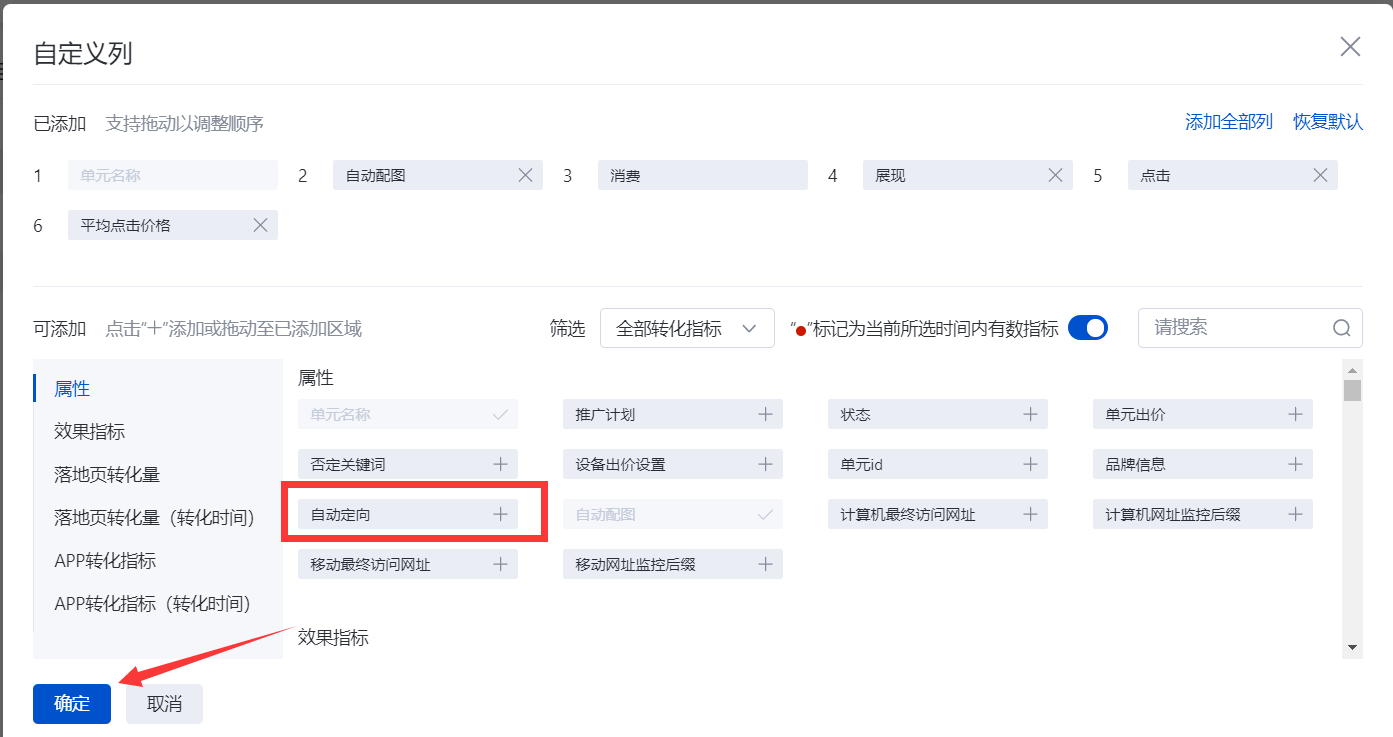 自定义列
已添加 支持拖动以调整顺序 添加全部列 恢复默认
1 单元名称 2 自动配图 3 消费 4 展现 5 点击
6 平均点击价格
可添加 点击“十”添加或拖动至已添加区域 筛选 全部转化指标 “●”标记为当前所选时间内有数指标 请搜索
属性
效果指标
落地页转化量
落地页转化量（转化时间）
APP转化指标
APP转化指标（转化时间）
属性
单元名称 推广计划 状态 单元出价
否定关键词 设备出价设置 单元id 品牌信息
自动定向 自动配图 计算机最终访问网址 计算机网址监控后缀
移动最终访问网址 移动网址监控后缀
效果指标
确定 取消